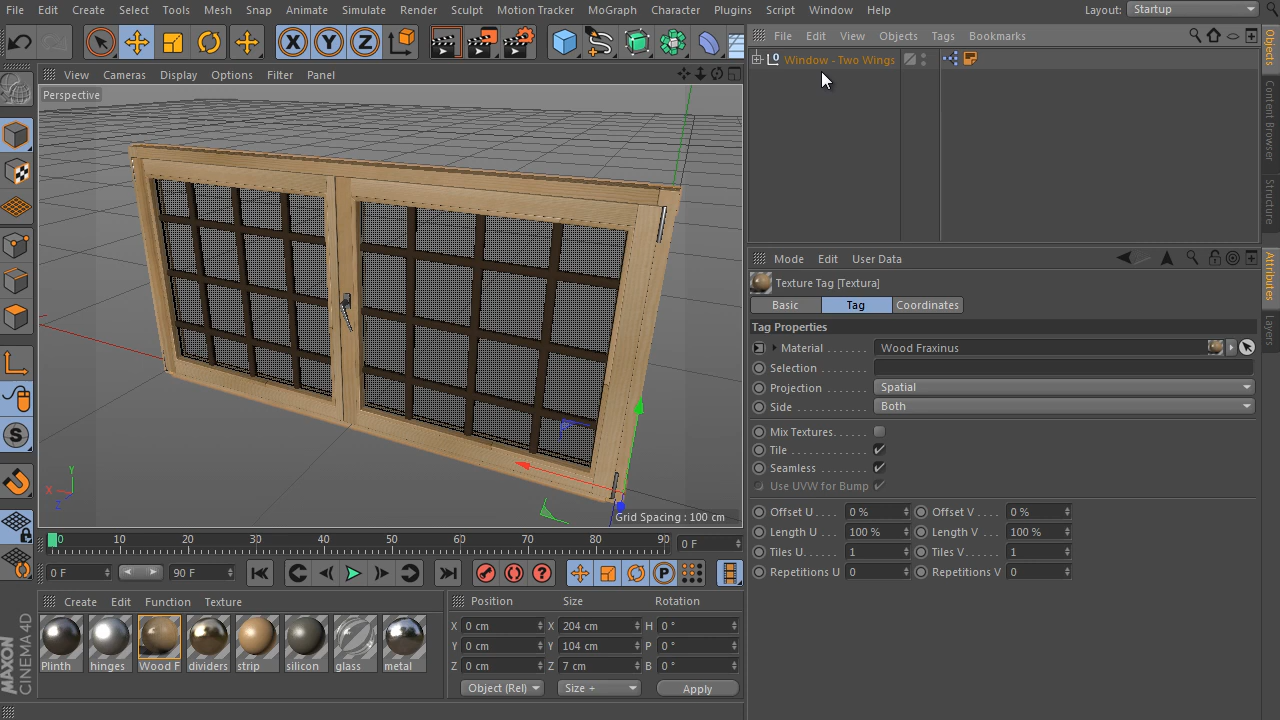 File Edit Create Select Tools Mesh Snap Animate Simulate Render Sculpt Motion Tracker MoGraph Character Plugins Script Window Help Layout: Startup
X Y Z
File Edit View Objects Tags Bookmarks
Window - Two Wings
View Cameras Display Options Filter Panel
Perspective
Y
X
Z
Grid Spacing : 100 cm
Objects
Content Browser
Structure
Attributes
Layers
Mode Edit User Data
Texture Tag [Textura]
Basic Tag Coordinates
Tag Properties
Material Wood Fraxinus
Selection
Projection Spatial
Side Both
Mix Textures
Tile
Seamless
Use UVW for Bump
Offset U 0 % Offset V 0 %
Length U 100 % Length V 100 %
Tiles U 1 Tiles V 1
Repetitions U 0 Repetitions V 0
0 10 20 30 40 50 60 70 80 90 0 F
0 F 90 F
Create Edit Function Texture
Plinth hinges Wood F dividers strip silicon glass metal
Position Size Rotation
X 0 cm X 204 cm H 0 °
Y 0 cm Y 104 cm P 0 °
Z 0 cm Z 7 cm B 0 °
Object (Rel) Size + Apply
MAXON
CINEMA 4D